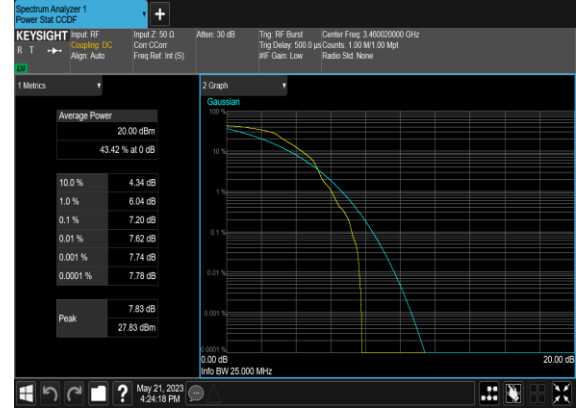 Spectrum Analyzer 1
Power Stat CCDF
KEYSIGHT
R T
LXI
Input: RF
Coupling: DC
Align: Auto
Input Z: 50 Ω
Corr CCorr
Freq Ref: Int (S)
Atten: 30 dB
Trig: RF Burst
Trig Delay: 500.0 µs
#IF Gain: Low
Center Freq: 3.460020000 GHz
Counts: 1.00 M/1.00 Mpt
Radio Std: None
1 Metrics
Average Power
20.00 dBm
43.42 % at 0 dB
10.0 % 4.34 dB
1.0 % 6.04 dB
0.1 % 7.20 dB
0.01 % 7.62 dB
0.001 % 7.74 dB
0.0001 % 7.78 dB
Peak
7.83 dB
27.83 dBm
2 Graph
Gaussian
100 %
10 %
1 %
0.1 %
0.01 %
0.001 %
0.0001 %
0.00 dB
20.00 dB
Info BW 25.000 MHz
?
May 21, 2023
4:24:18 PM